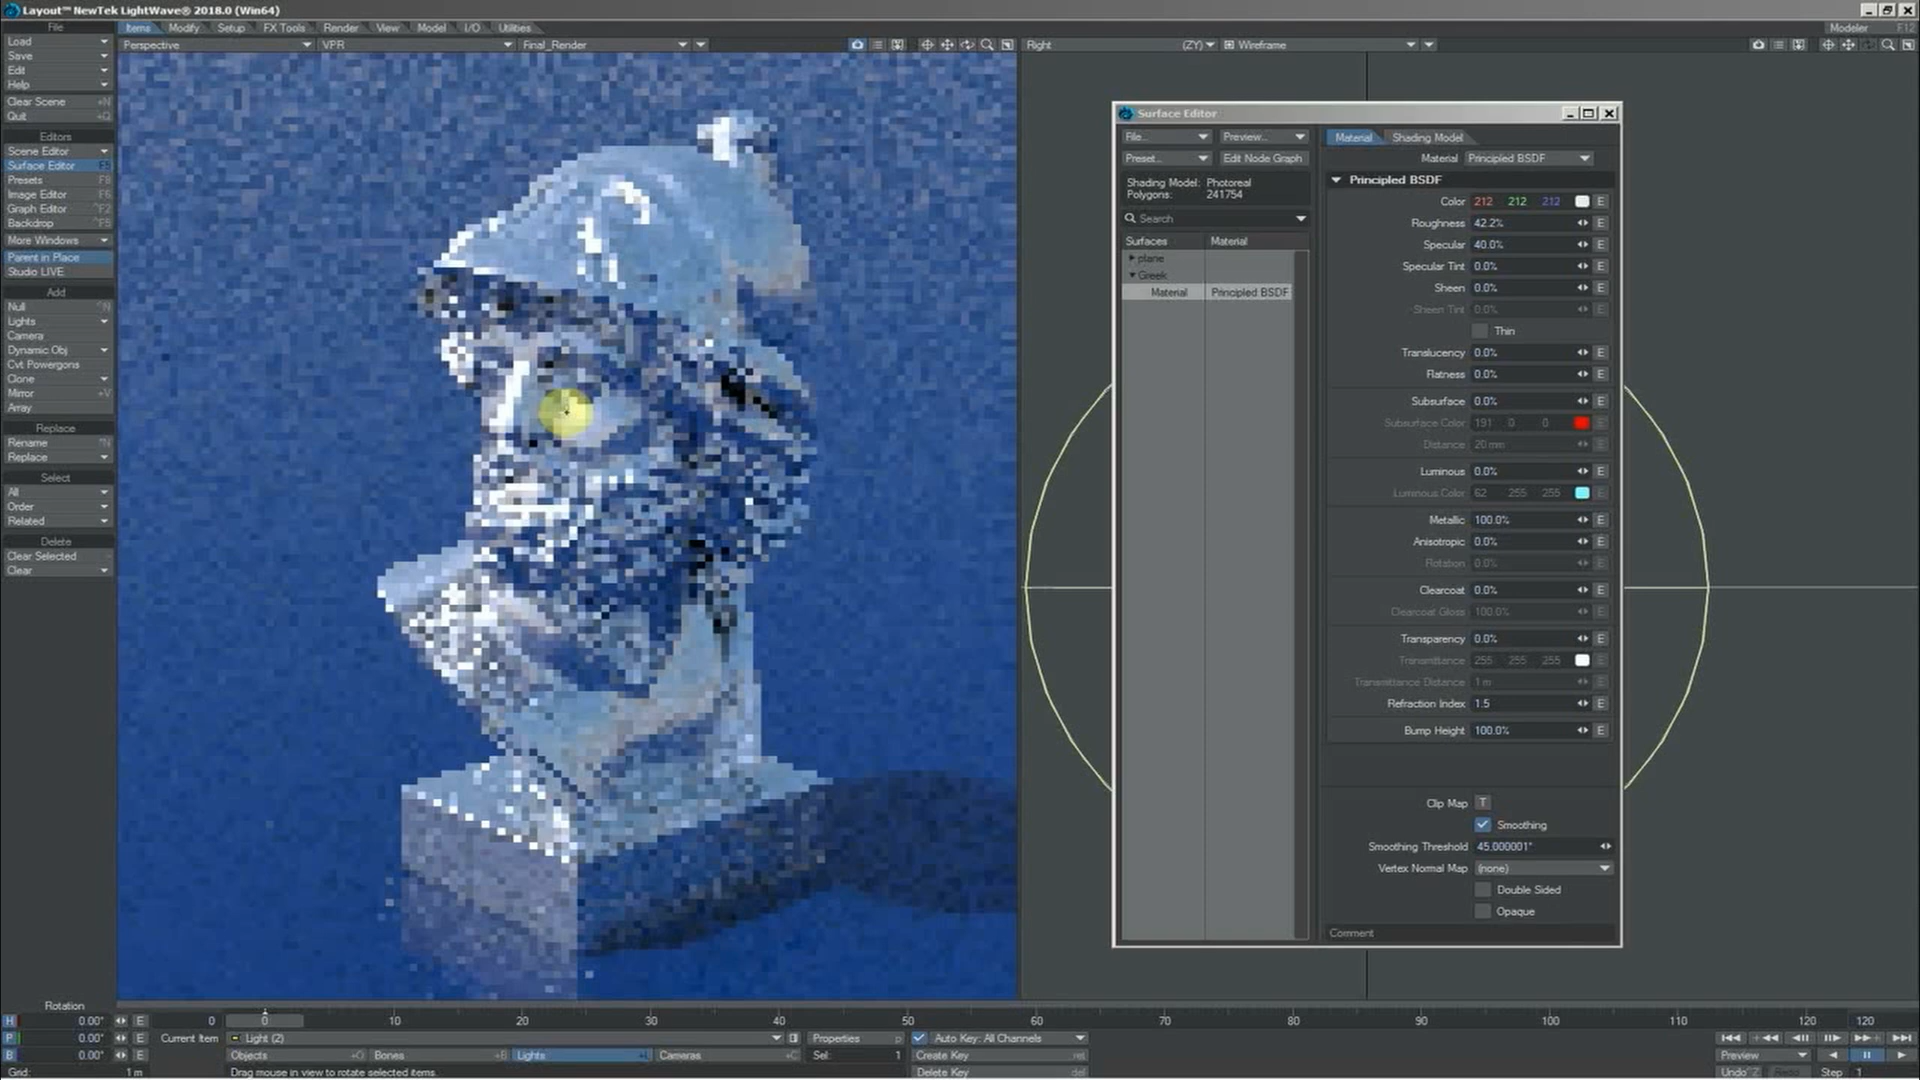 Layout™ NewTek LightWave® 2018.0 (Win64)
File Items Modify Setup FX Tools Render View Model I/O Utilities Modeler F12
Load
Save
Edit
Help
Clear Scene ^N
Quit ^Q
Editors
Scene Editor
Surface Editor F5
Presets F8
Image Editor F6
Graph Editor ^F2
Backdrop ^F5
More Windows
Parent in Place
Studio LIVE
Add
Null ^N
Lights
Camera
Dynamic Obj
Cvt Powergons
Clone
Mirror +V
Array
Replace
Rename ^N
Replace
Select
All
Order
Related
Delete
Clear Selected -
Clear
Perspective VPR Final_Render
Right (ZY) Wireframe
Surface Editor
File... Preview...
Preset... Edit Node Graph
Shading Model: Photoreal
Polygons: 241754
Search
Surfaces Material
plane
Greek
Material Principled BSDF
Material Shading Model
Material Principled BSDF
Principled BSDF
Color 212 212 212 E
Roughness 42.2% E
Specular 40.0% E
Specular Tint 0.0% E
Sheen 0.0% E
Sheen Tint 0.0% E
Thin
Translucency 0.0% E
Flatness 0.0% E
Subsurface 0.0% E
Subsurface Color 191 0 0 E
Distance 20 mm E
Luminous 0.0% E
Luminous Color 62 255 255 E
Metallic 100.0% E
Anisotropic 0.0% E
Rotation 0.0% E
Clearcoat 0.0% E
Clearcoat Gloss 100.0% E
Transparency 0.0% E
Transmittance 255 255 255 E
Transmittance Distance 1 m E
Refraction Index 1.5 E
Bump Height 100.0% E
Clip Map T
Smoothing
Smoothing Threshold 45.000001°
Vertex Normal Map (none)
Double Sided
Opaque
Comment
Rotation
H 0.00° E
P 0.00° E
B 0.00° E
Grid: 1 m
0 0 10 20 30 40 50 60 70 80 90 100 110 120 120
Current Item Light (2) Properties p Auto Key: All Channels
Objects +O Bones +B Lights +L Cameras +C Sel: 1 Create Key ret
Drag mouse in view to rotate selected items. Delete Key del
Preview
Undo ^Z Redo Step 1